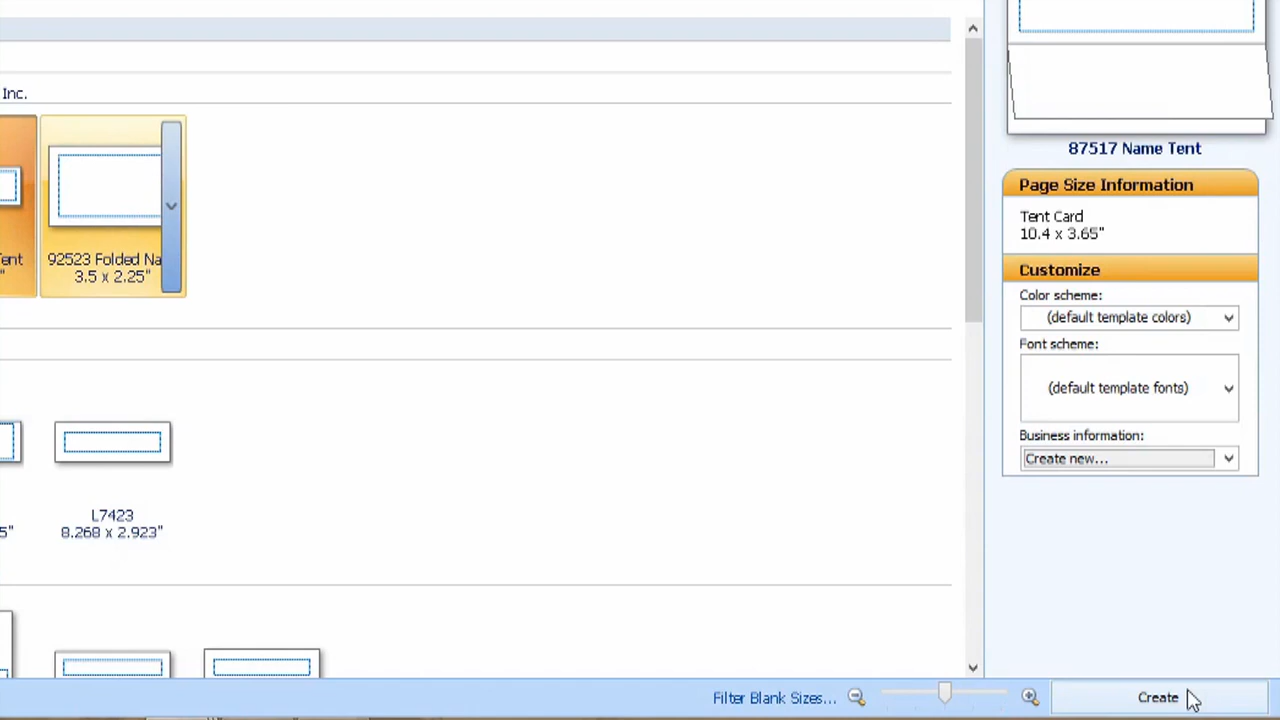 Inc.
ent
"
92523 Folded Na
3.5 x 2.25"
5"
L7423
8.268 x 2.923"
87517 Name Tent
Page Size Information
Tent Card
10.4 x 3.65"
Customize
Color scheme:
(default template colors)
Font scheme:
(default template fonts)
Business information:
Create new...
Filter Blank Sizes...
Create